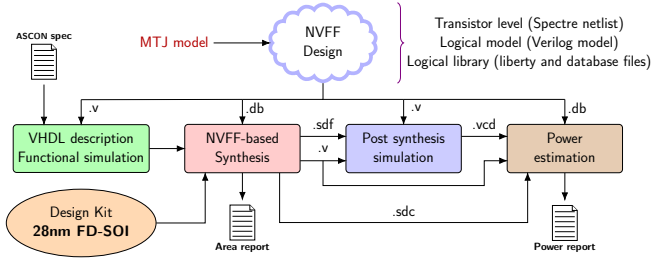 NVFF
Design
MTJ model
Transistor level (Spectre netlist)
Logical model (Verilog model)
Logical library (liberty and database files)
ASCON spec
.v
.db
.v
.db
VHDL description
Functional simulation
NVFF-based
Synthesis
.sdf
.v
Post synthesis
simulation
.vcd
Power
estimation
Design Kit
28nm FD-SOI
.sdc
Area report
Power report